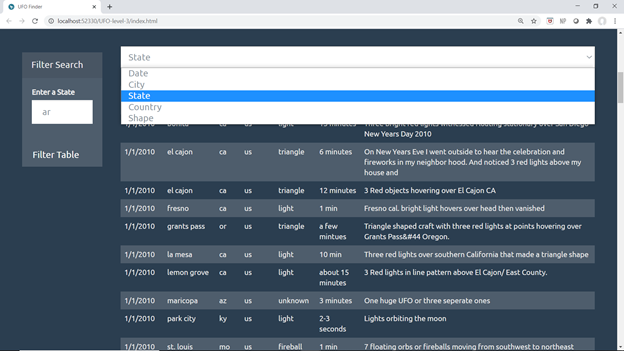 UFO Finder
localhost:52330/UFO-level-3/index.html
Filter Search
Enter a State
ar
Filter Table
State
Date
City
State
Country
Shape
1/1/2010 bonita ca us light 13 minutes Three bright red lights witnessed floating stationary over San Diego
New Years Day 2010
1/1/2010 el cajon ca us triangle 6 minutes On New Years Eve I went outside to hear the celebration and
fireworks in my neighbor hood. And noticed 3 red lights above my
house and
1/1/2010 el cajon ca us triangle 12 minutes 3 Red objects hovering over El Cajon CA
1/1/2010 fresno ca us light 1 min Fresno cal. bright light hovers over head then vanished
1/1/2010 grants pass or us triangle a few Triangle shaped craft with three red lights at points hovering over
mintues Grants Pass&#44 Oregon.
1/1/2010 la mesa ca us light 10 min Three red lights over southern California that made a triangle shape
1/1/2010 lemon grove ca us light about 15 3 Red lights in line pattern above El Cajon/ East County.
minutes
1/1/2010 maricopa az us unknown 3 minutes One huge UFO or three seperate ones
1/1/2010 park city ky us light 2-3 Lights orbiting the moon
seconds
1/1/2010 st. louis mo us fireball 1 min 7 floating orbs or fireballs moving from southwest to northeast